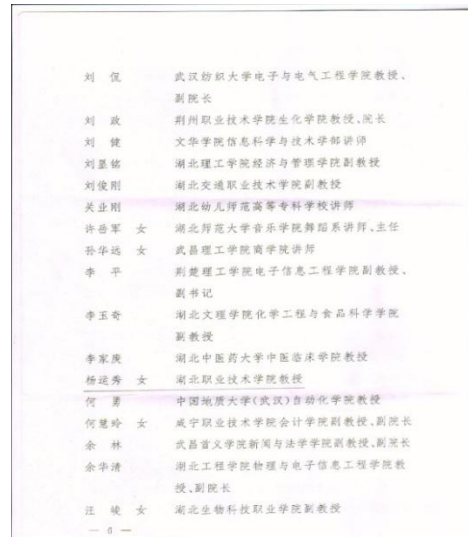 刘 侃 武汉纺织大学电子与电气工程学院教授、
副院长
刘 政 荆州职业技术学院生化学院教授、院长
刘 健 文华学院信息科学与技术学部讲师
刘显铭 湖北理工学院经济与管理学院副教授
刘俊刚 湖北交通职业技术学院副教授
关业刚 湖北幼儿师范高等专科学校讲师
许岳军 女 湖北师范大学音乐学院舞蹈系讲师、主任
孙华远 女 武昌理工学院商学院讲师
李 平 荆楚理工学院电子信息工程学院副教授、
副书记
李玉奇 湖北文理学院化学工程与食品科学学院
副教授
李家庚 湖北中医药大学中医临床学院教授
杨运秀 女 湖北职业技术学院教授
何 勇 中国地质大学(武汉)自动化学院教授
何慧玲 女 咸宁职业技术学院会计学院副教授、副院长
余 林 武昌首义学院新闻与法学学院副教授、副院长
余华清 湖北工程学院物理与电子信息工程学院教
授、副院长
汪 峻 女 湖北生物科技职业学院副教授
— 6 —